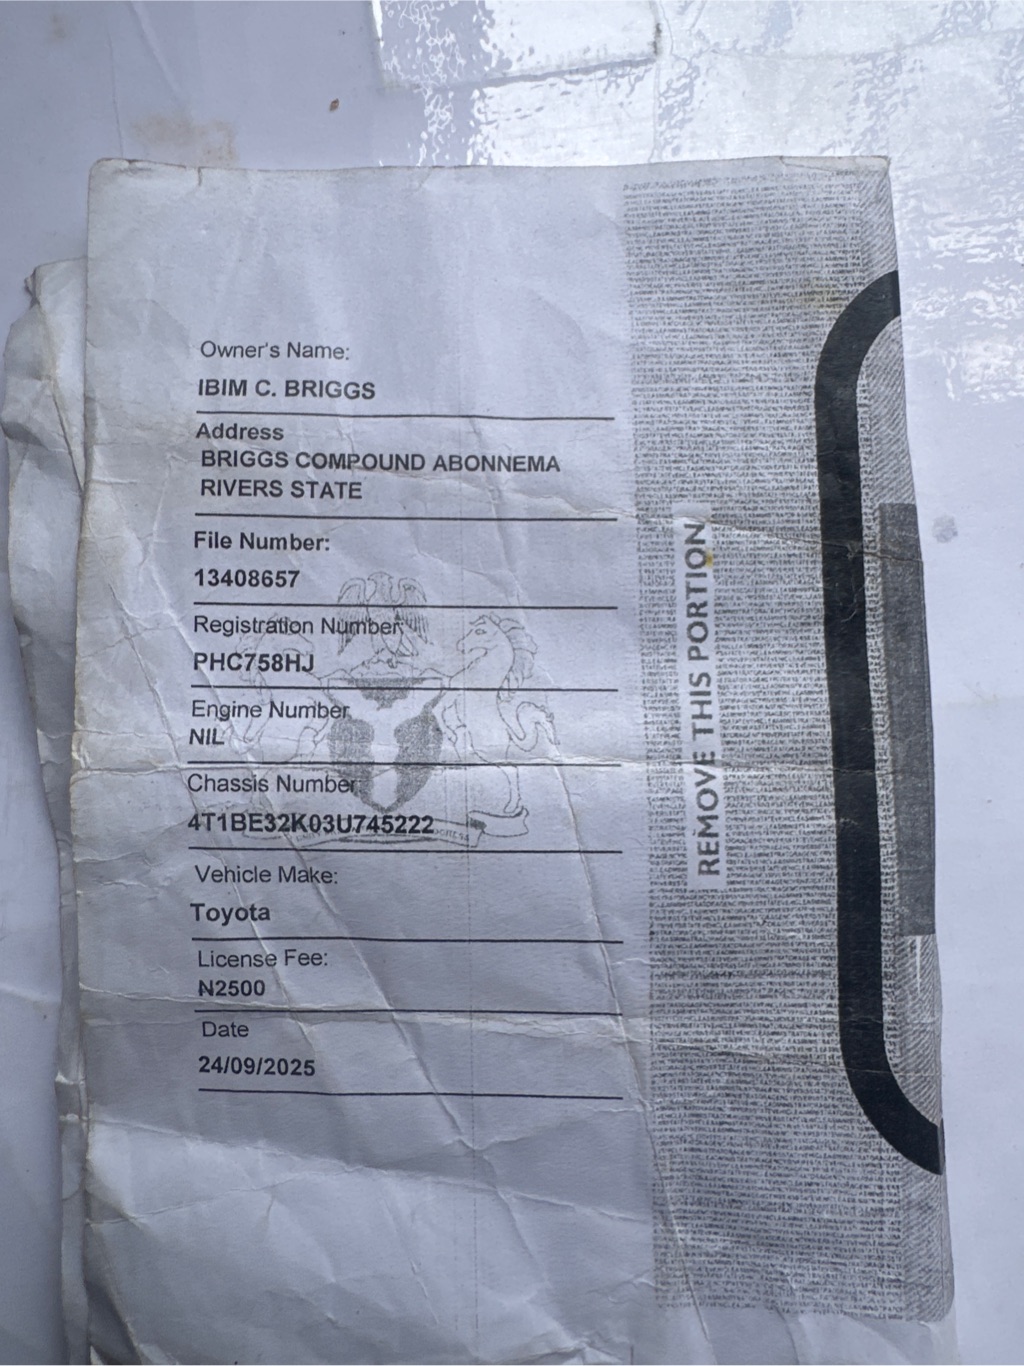 Owner's Name:
IBIM C. BRIGGS
Address
BRIGGS COMPOUND ABONNEMA
RIVERS STATE
File Number:
13408657
Registration Number
PHC758HJ
Engine Number
NIL
Chassis Number
4T1BE32K03U745222
Vehicle Make:
Toyota
License Fee:
₦2500
Date
24/09/2025
REMOVE THIS PORTION